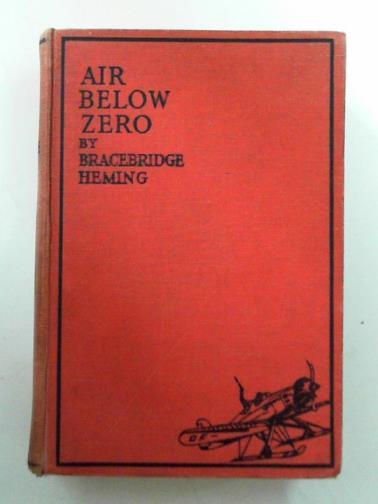 AIR
BELOW
ZERO
BY
BRACEBRIDGE
HEMING